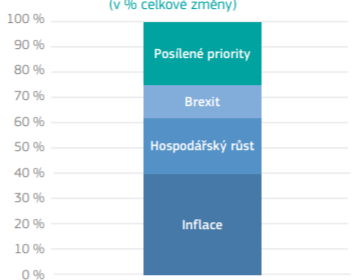 (v % celkové změny)
100 %
90 %
80 %
70 %
60 %
50 %
40 %
30 %
20 %
10 %
0 %
Posílené priority
Brexit
Hospodářský růst
Inflace